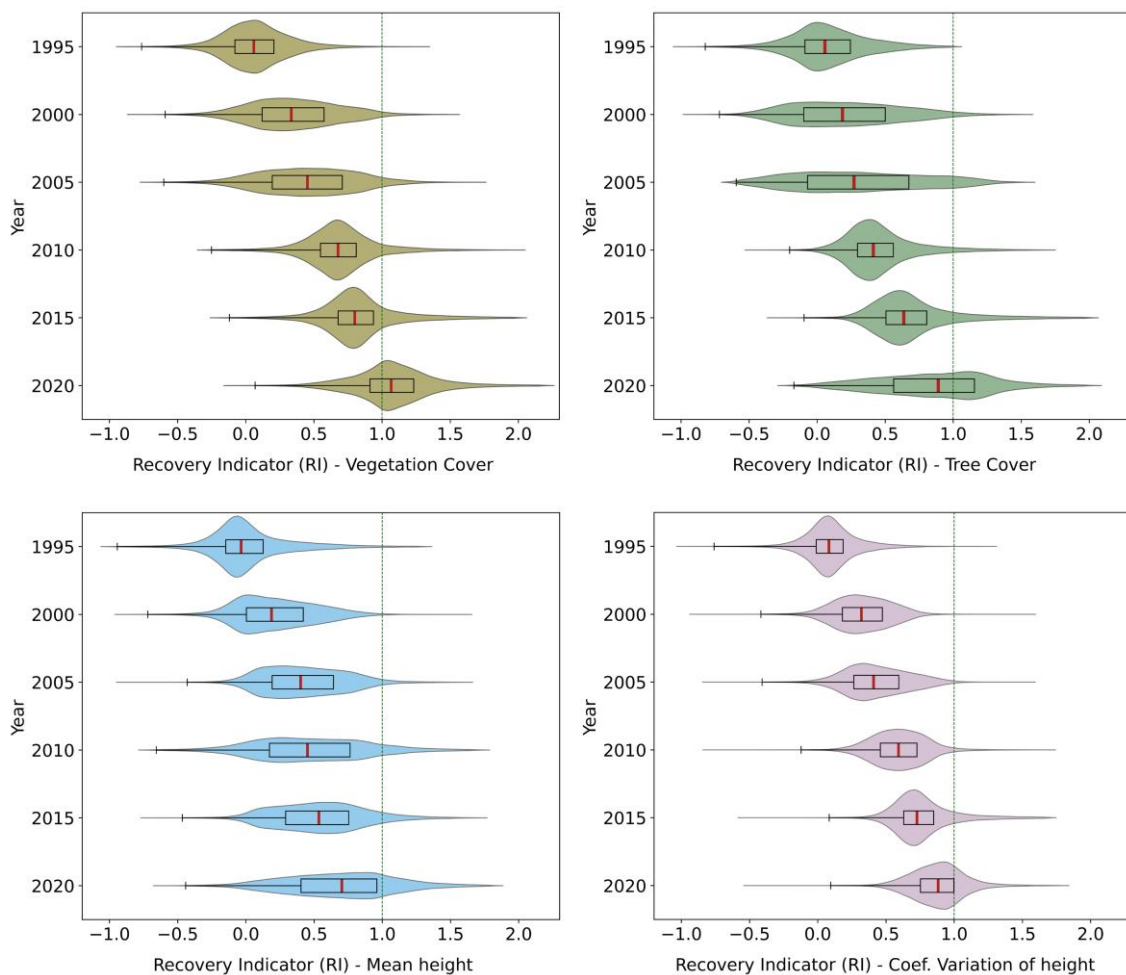 1995
2000
2005
2010
2015
2020
Year
−1.0 −0.5 0.0 0.5 1.0 1.5 2.0
Recovery Indicator (RI) - Vegetation Cover
1995
2000
2005
2010
2015
2020
Year
−1.0 −0.5 0.0 0.5 1.0 1.5 2.0
Recovery Indicator (RI) - Tree Cover
1995
2000
2005
2010
2015
2020
Year
−1.0 −0.5 0.0 0.5 1.0 1.5 2.0
Recovery Indicator (RI) - Mean height
1995
2000
2005
2010
2015
2020
Year
−1.0 −0.5 0.0 0.5 1.0 1.5 2.0
Recovery Indicator (RI) - Coef. Variation of height